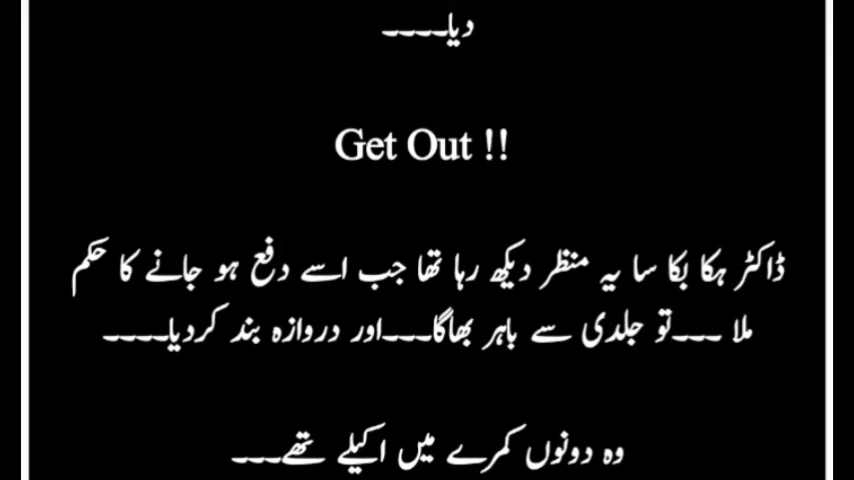 دیا۔۔۔۔
Get Out !!
ڈاکٹر ہکا بکا سا یہ منظر دیکھ رہا تھا جب اسے دفع ہو جانے کا حکم
ملا ۔۔۔تو جلدی سے باہر بھاگا۔۔۔اور دروازہ بند کردیا۔۔۔۔
وہ دونوں کمرے میں اکیلے تھے۔۔۔